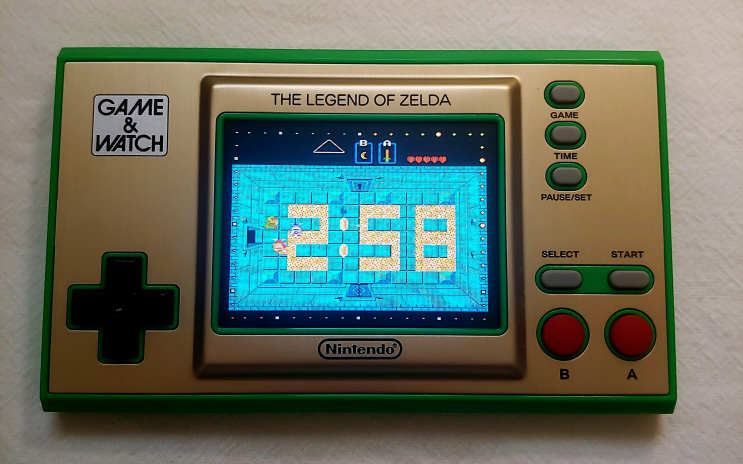 GAME
&
WATCH
THE LEGEND OF ZELDA
B A
2:58
Nintendo®
GAME
TIME
PAUSE/SET
SELECT START
B A